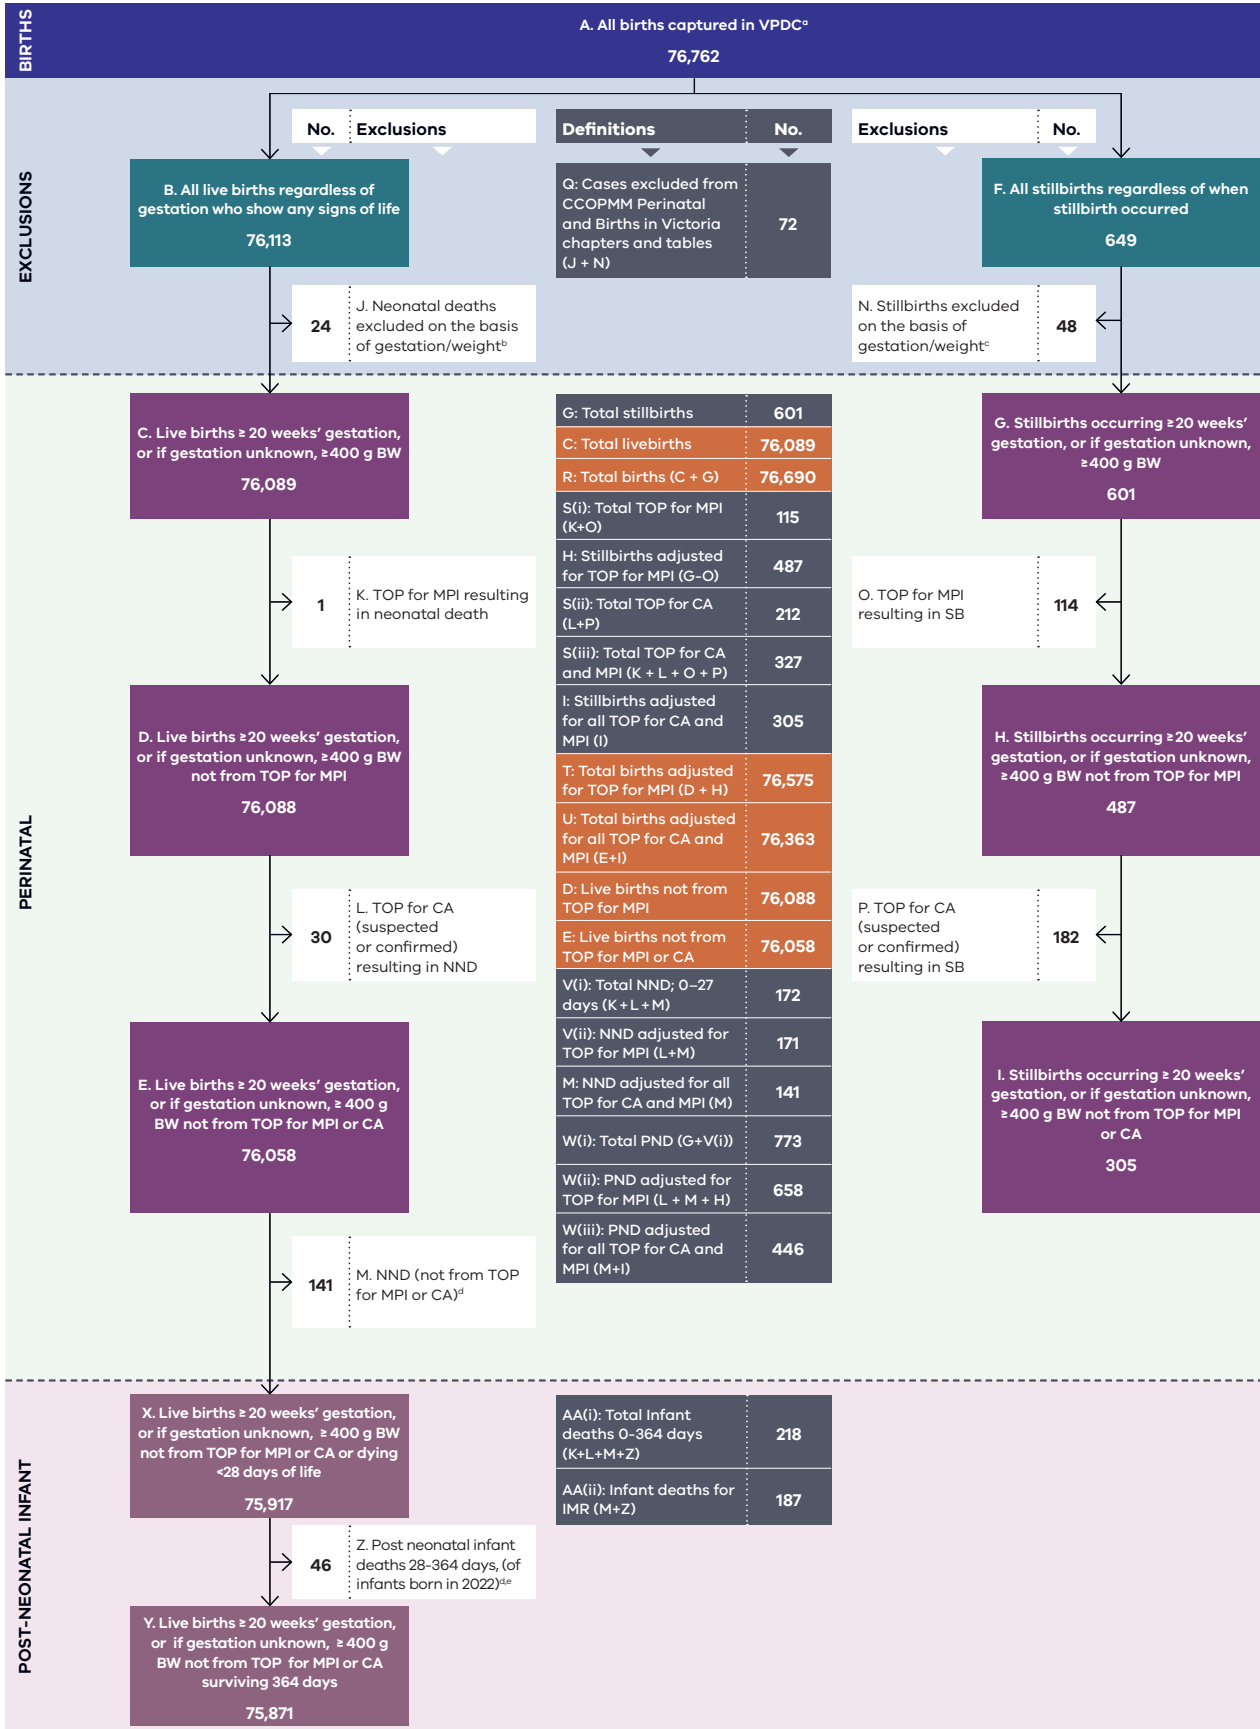 BIRTHS
A. All births captured in VPDCᵃ
76,762
EXCLUSIONS
No.
Exclusions
Definitions
No.
Exclusions
No.
B. All live births regardless of
gestation who show any signs of life
76,113
Q: Cases excluded from
CCOPMM Perinatal
and Births in Victoria
chapters and tables
(J + N)
72
F. All stillbirths regardless of when
stillbirth occurred
649
24
J. Neonatal deaths
excluded on the basis
of gestation/weightᵇ
N. Stillbirths excluded
on the basis of
gestation/weightᶜ
48
PERINATAL
C. Live births ≥ 20 weeks’ gestation,
or if gestation unknown, ≥400 g BW
76,089
1
K. TOP for MPI resulting
in neonatal death
D. Live births ≥20 weeks’ gestation,
or if gestation unknown, ≥400 g BW
not from TOP for MPI
76,088
30
L. TOP for CA
(suspected
or confirmed)
resulting in NND
E. Live births ≥ 20 weeks’ gestation,
or if gestation unknown, ≥ 400 g
BW not from TOP for MPI or CA
76,058
141
M. NND (not from TOP
for MPI or CA)ᵈ
G: Total stillbirths
601
C: Total livebirths
76,089
R: Total births (C + G)
76,690
S(i): Total TOP for MPI
(K+O)
115
H: Stillbirths adjusted
for TOP for MPI (G-O)
487
S(ii): Total TOP for CA
(L+P)
212
S(iii): Total TOP for CA
and MPI (K + L + O + P)
327
I: Stillbirths adjusted
for all TOP for CA and
MPI (I)
305
T: Total births adjusted
for TOP for MPI (D + H)
76,575
U: Total births adjusted
for all TOP for CA and
MPI (E+I)
76,363
D: Live births not from
TOP for MPI
76,088
E: Live births not from
TOP for MPI or CA
76,058
V(i): Total NND; 0–27
days (K+L+M)
172
V(ii): NND adjusted for
TOP for MPI (L+M)
171
M: NND adjusted for all
TOP for CA and MPI (M)
141
W(i): Total PND (G+V(i))
773
W(ii): PND adjusted for
TOP for MPI (L + M + H)
658
W(iii): PND adjusted
for all TOP for CA and
MPI (M+I)
446
G. Stillbirths occurring ≥20 weeks’
gestation, or if gestation unknown,
≥400 g BW
601
O. TOP for MPI
resulting in SB
114
H. Stillbirths occurring ≥20 weeks’
gestation, or if gestation unknown,
≥400 g BW not from TOP for MPI
487
P. TOP for CA
(suspected
or confirmed)
resulting in SB
182
I. Stillbirths occurring ≥ 20 weeks’
gestation, or if gestation unknown,
≥400 g BW not from TOP for MPI
or CA
305
POST-NEONATAL INFANT
X. Live births ≥ 20 weeks’ gestation,
or if gestation unknown, ≥ 400 g BW
not from TOP for MPI or CA or dying
<28 days of life
75,917
AA(i): Total Infant
deaths 0-364 days
(K+L+M+Z)
218
AA(ii): Infant deaths for
IMR (M+Z)
187
46
Z. Post neonatal infant
deaths 28-364 days, (of
infants born in 2022)ᵈ,ᵉ
Y. Live births ≥ 20 weeks’ gestation,
or if gestation unknown, ≥ 400 g
BW not from TOP for MPI or CA
surviving 364 days
75,871